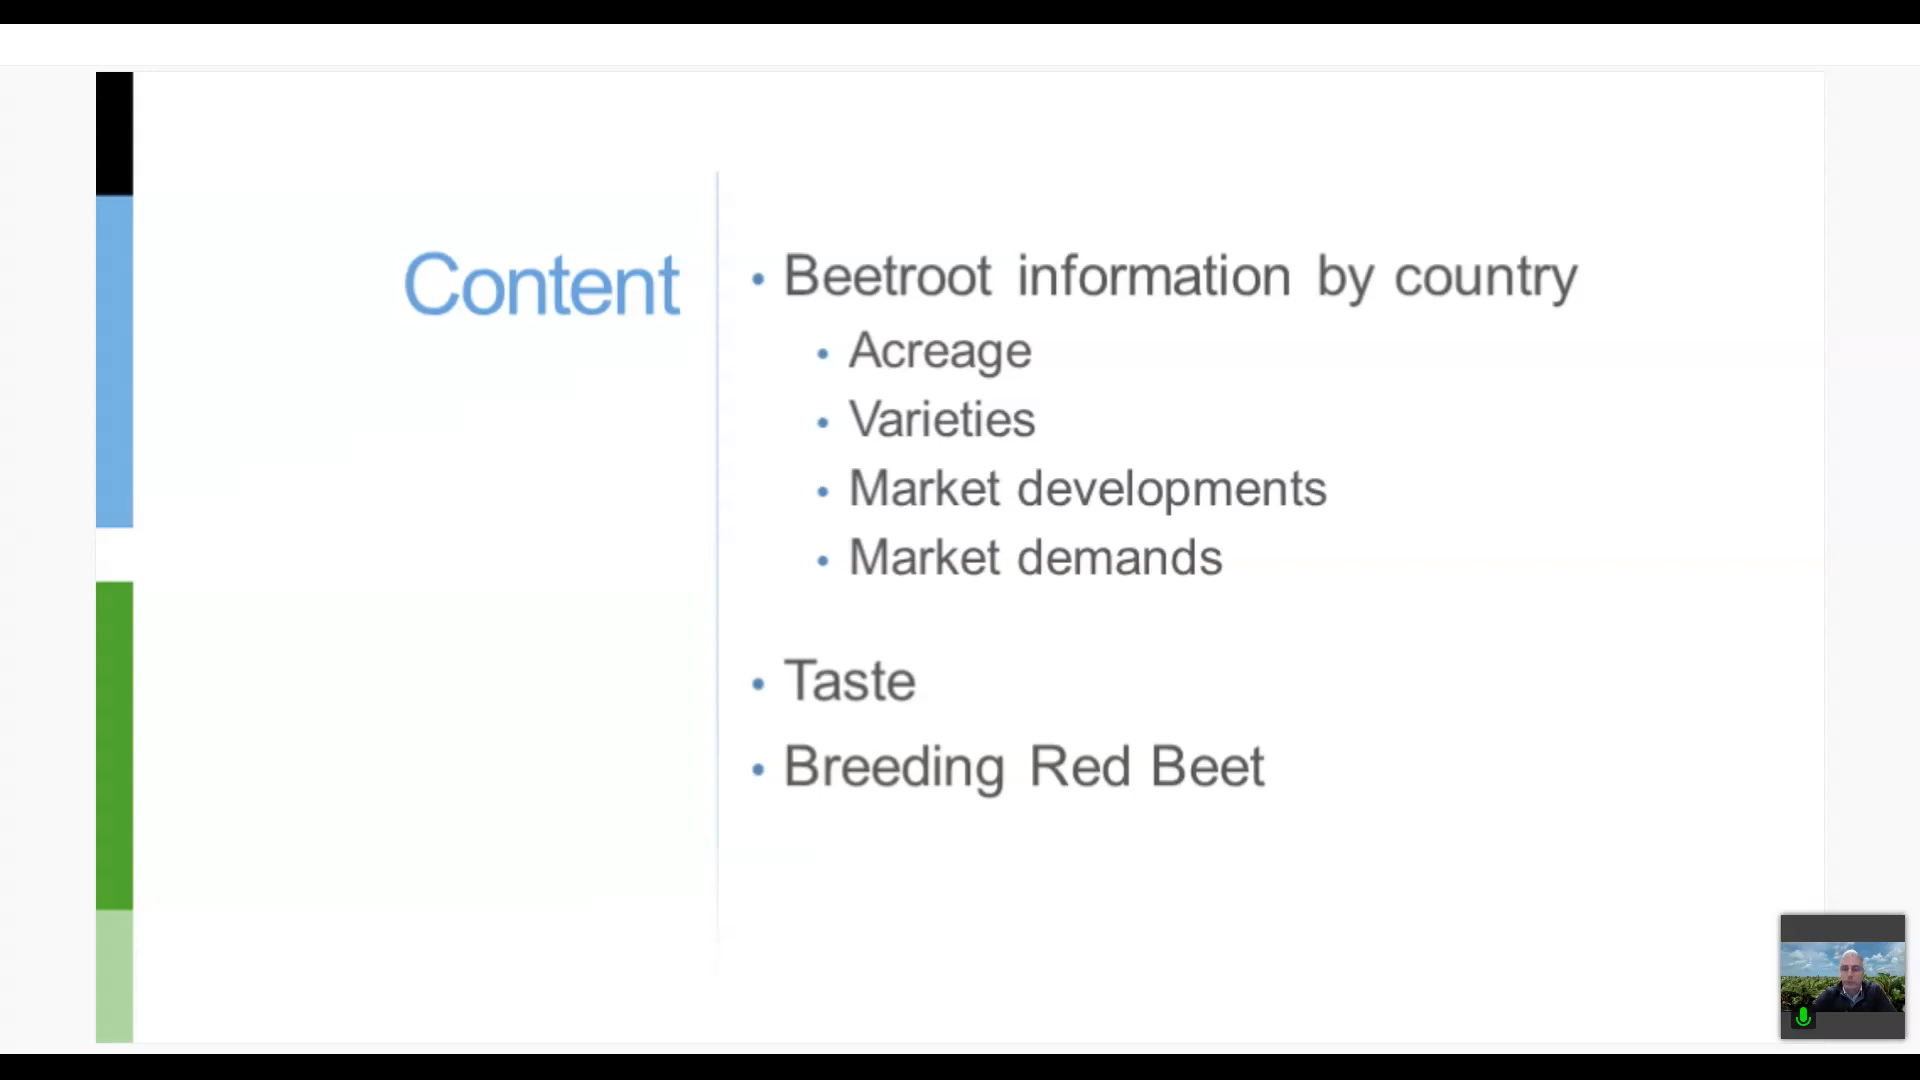 Content
• Beetroot information by country
• Acreage
• Varieties
• Market developments
• Market demands
• Taste
• Breeding Red Beet